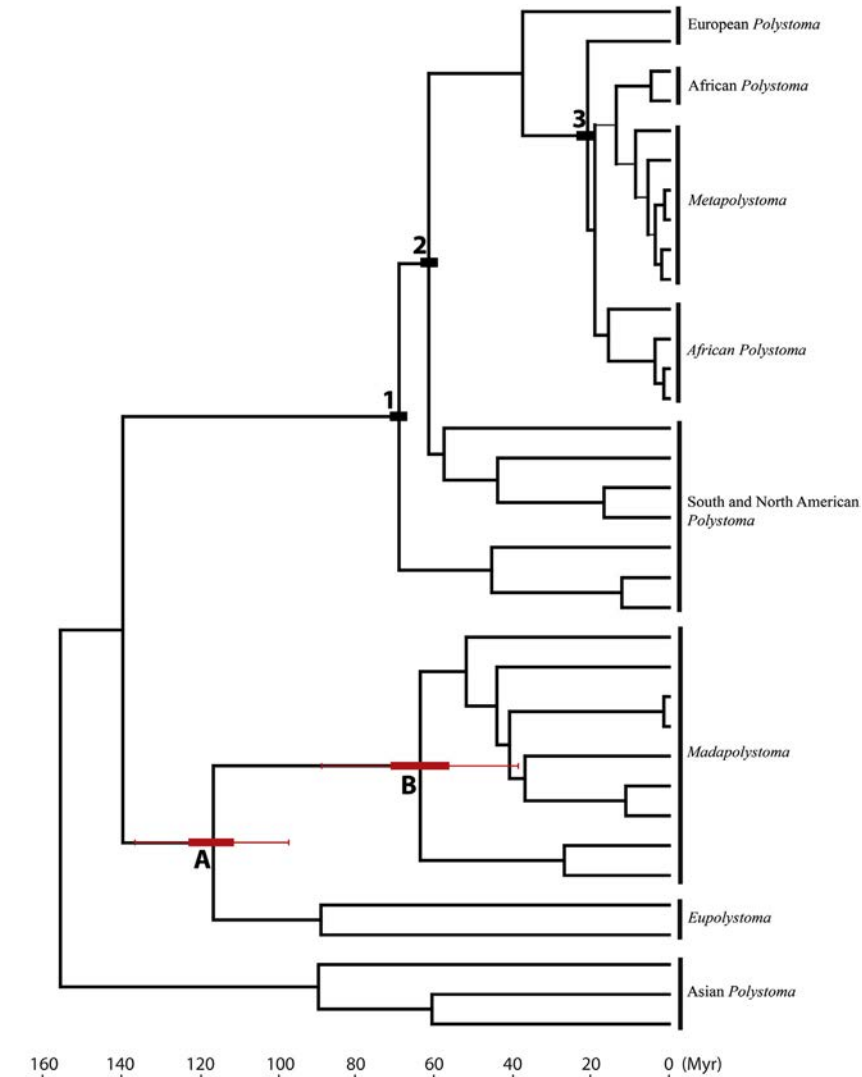 European Polystoma
African Polystoma
3
Metapolystoma
2
African Polystoma
1
South and North American
Polystoma
Madapolystoma
B
A
Eupolystoma
Asian Polystoma
160 140 120 100 80 60 40 20 0 (Myr)